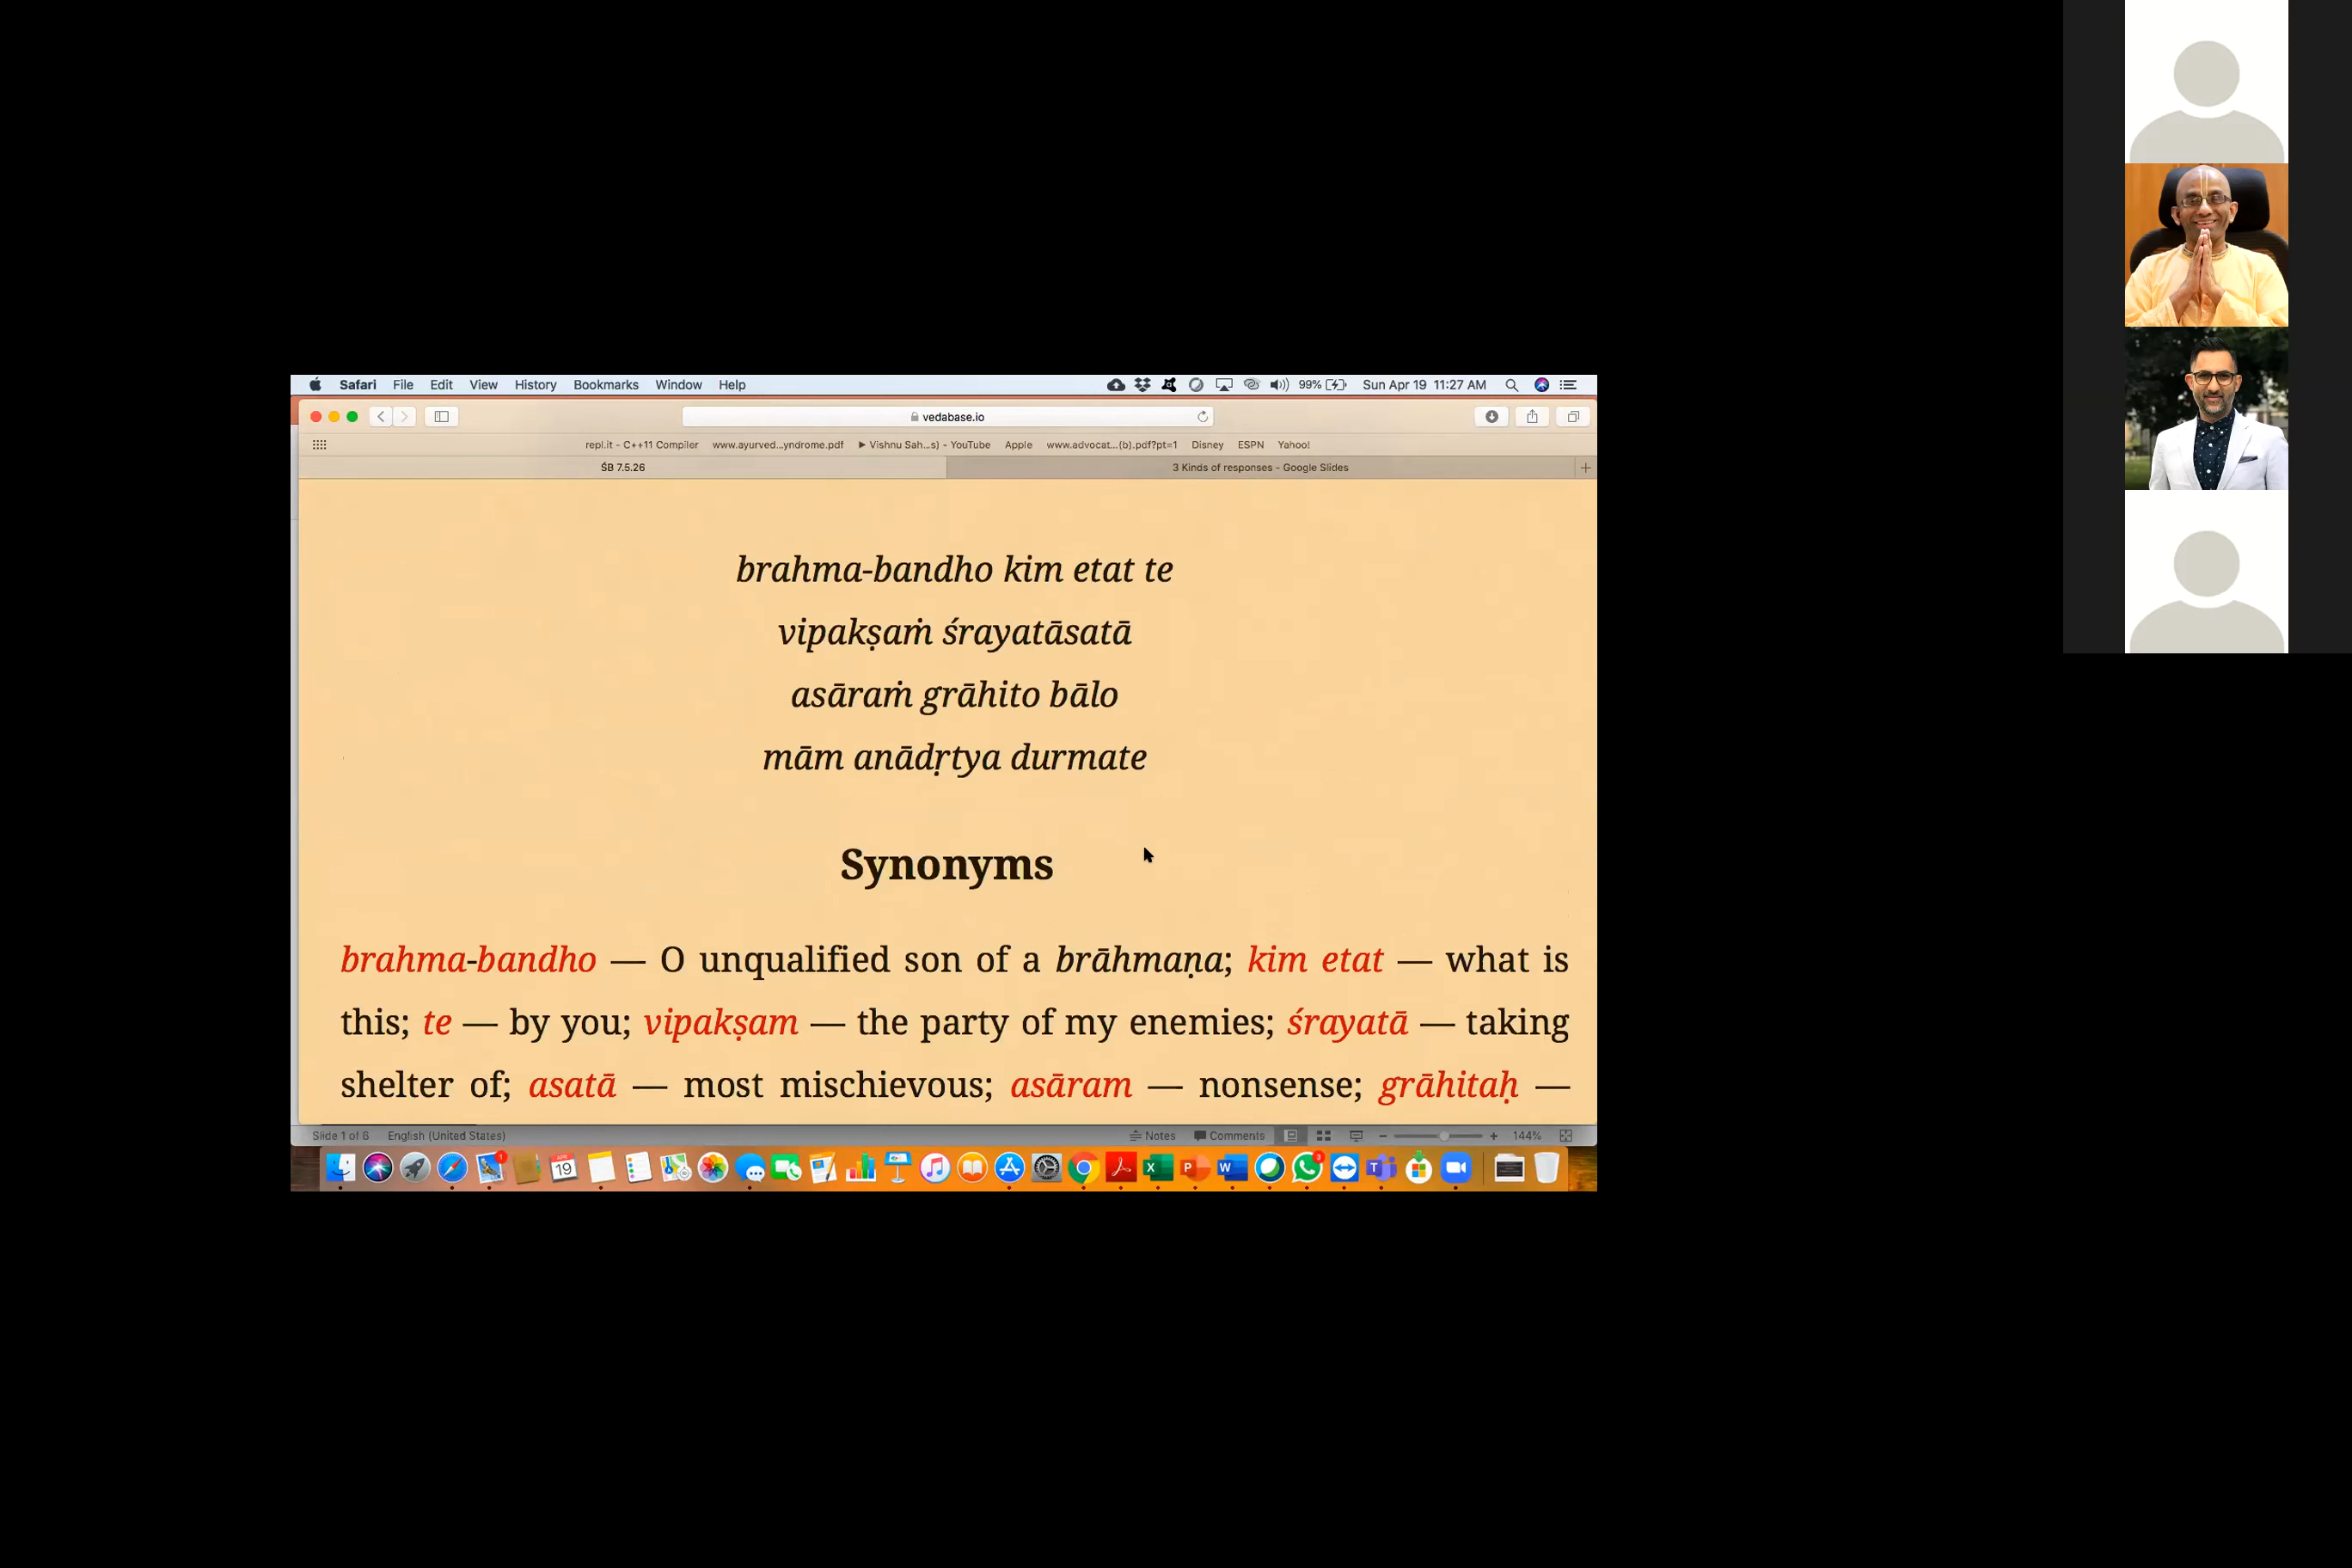 Safari File Edit View History Bookmarks Window Help 99% Sun Apr 19 11:27 AM
vedabase.io
repl.it - C++11 Compiler www.ayurved...yndrome.pdf ▶ Vishnu Sah...s) - YouTube Apple www.advocat...(b).pdf?pt=1 Disney ESPN Yahoo!
ŚB 7.5.26 3 Kinds of responses - Google Slides +
brahma-bandho kim etat te
vipakṣaṁ śrayatāsatā
asāraṁ grāhito bālo
mām anādṛtya durmate
Synonyms
brahma-bandho — O unqualified son of a brāhmaṇa; kim etat — what is
this; te — by you; vipakṣam — the party of my enemies; śrayatā — taking
shelter of; asatā — most mischievous; asāram — nonsense; grāhitaḥ —
Slide 1 of 6 English (United States) Notes Comments 144%
1 APR 19 X P W 3 T